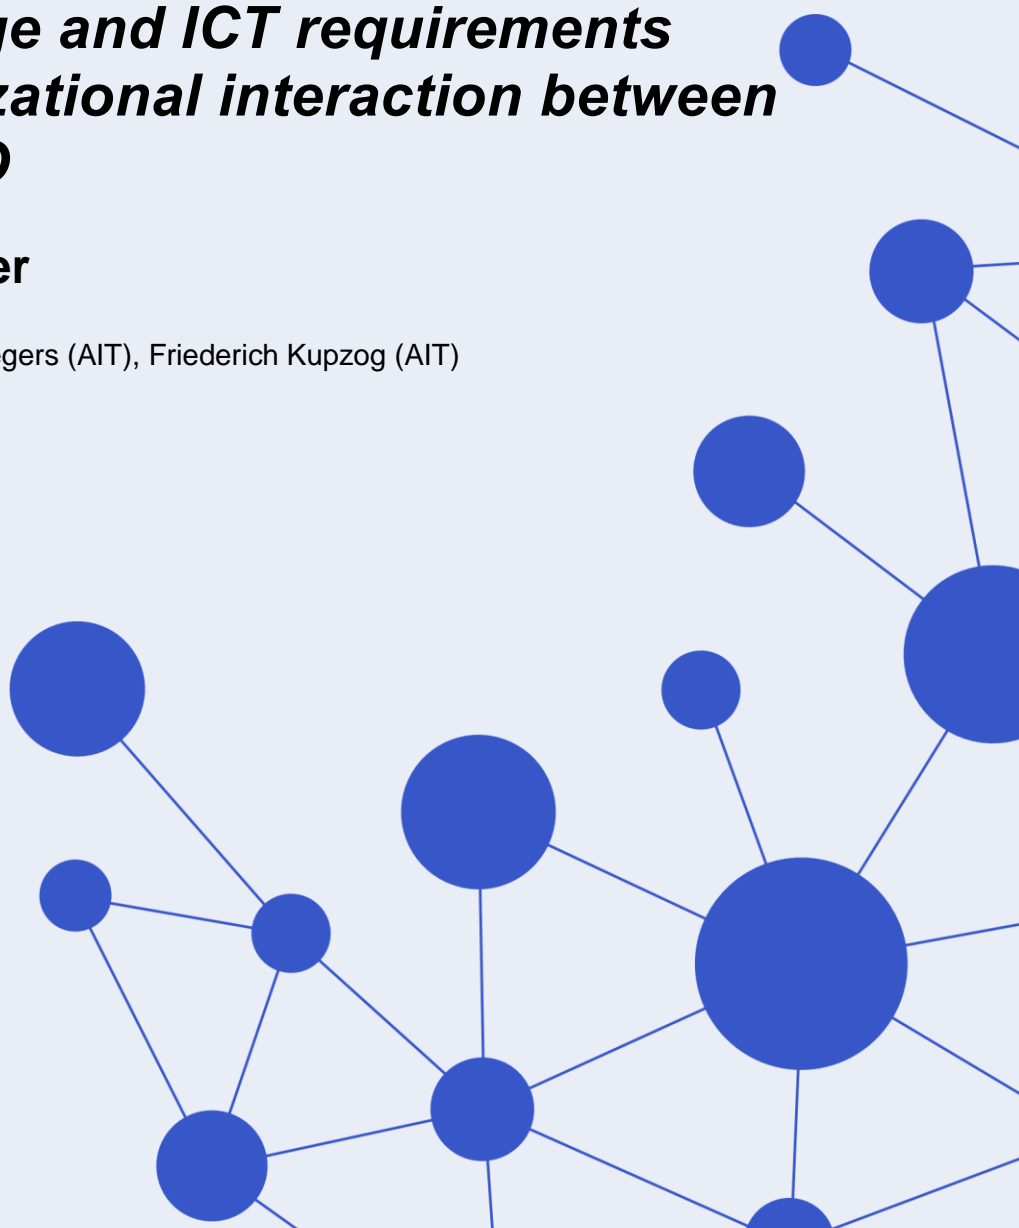 ge and ICT requirements
zational interaction between
er
egers (AIT), Friederich Kupzog (AIT)